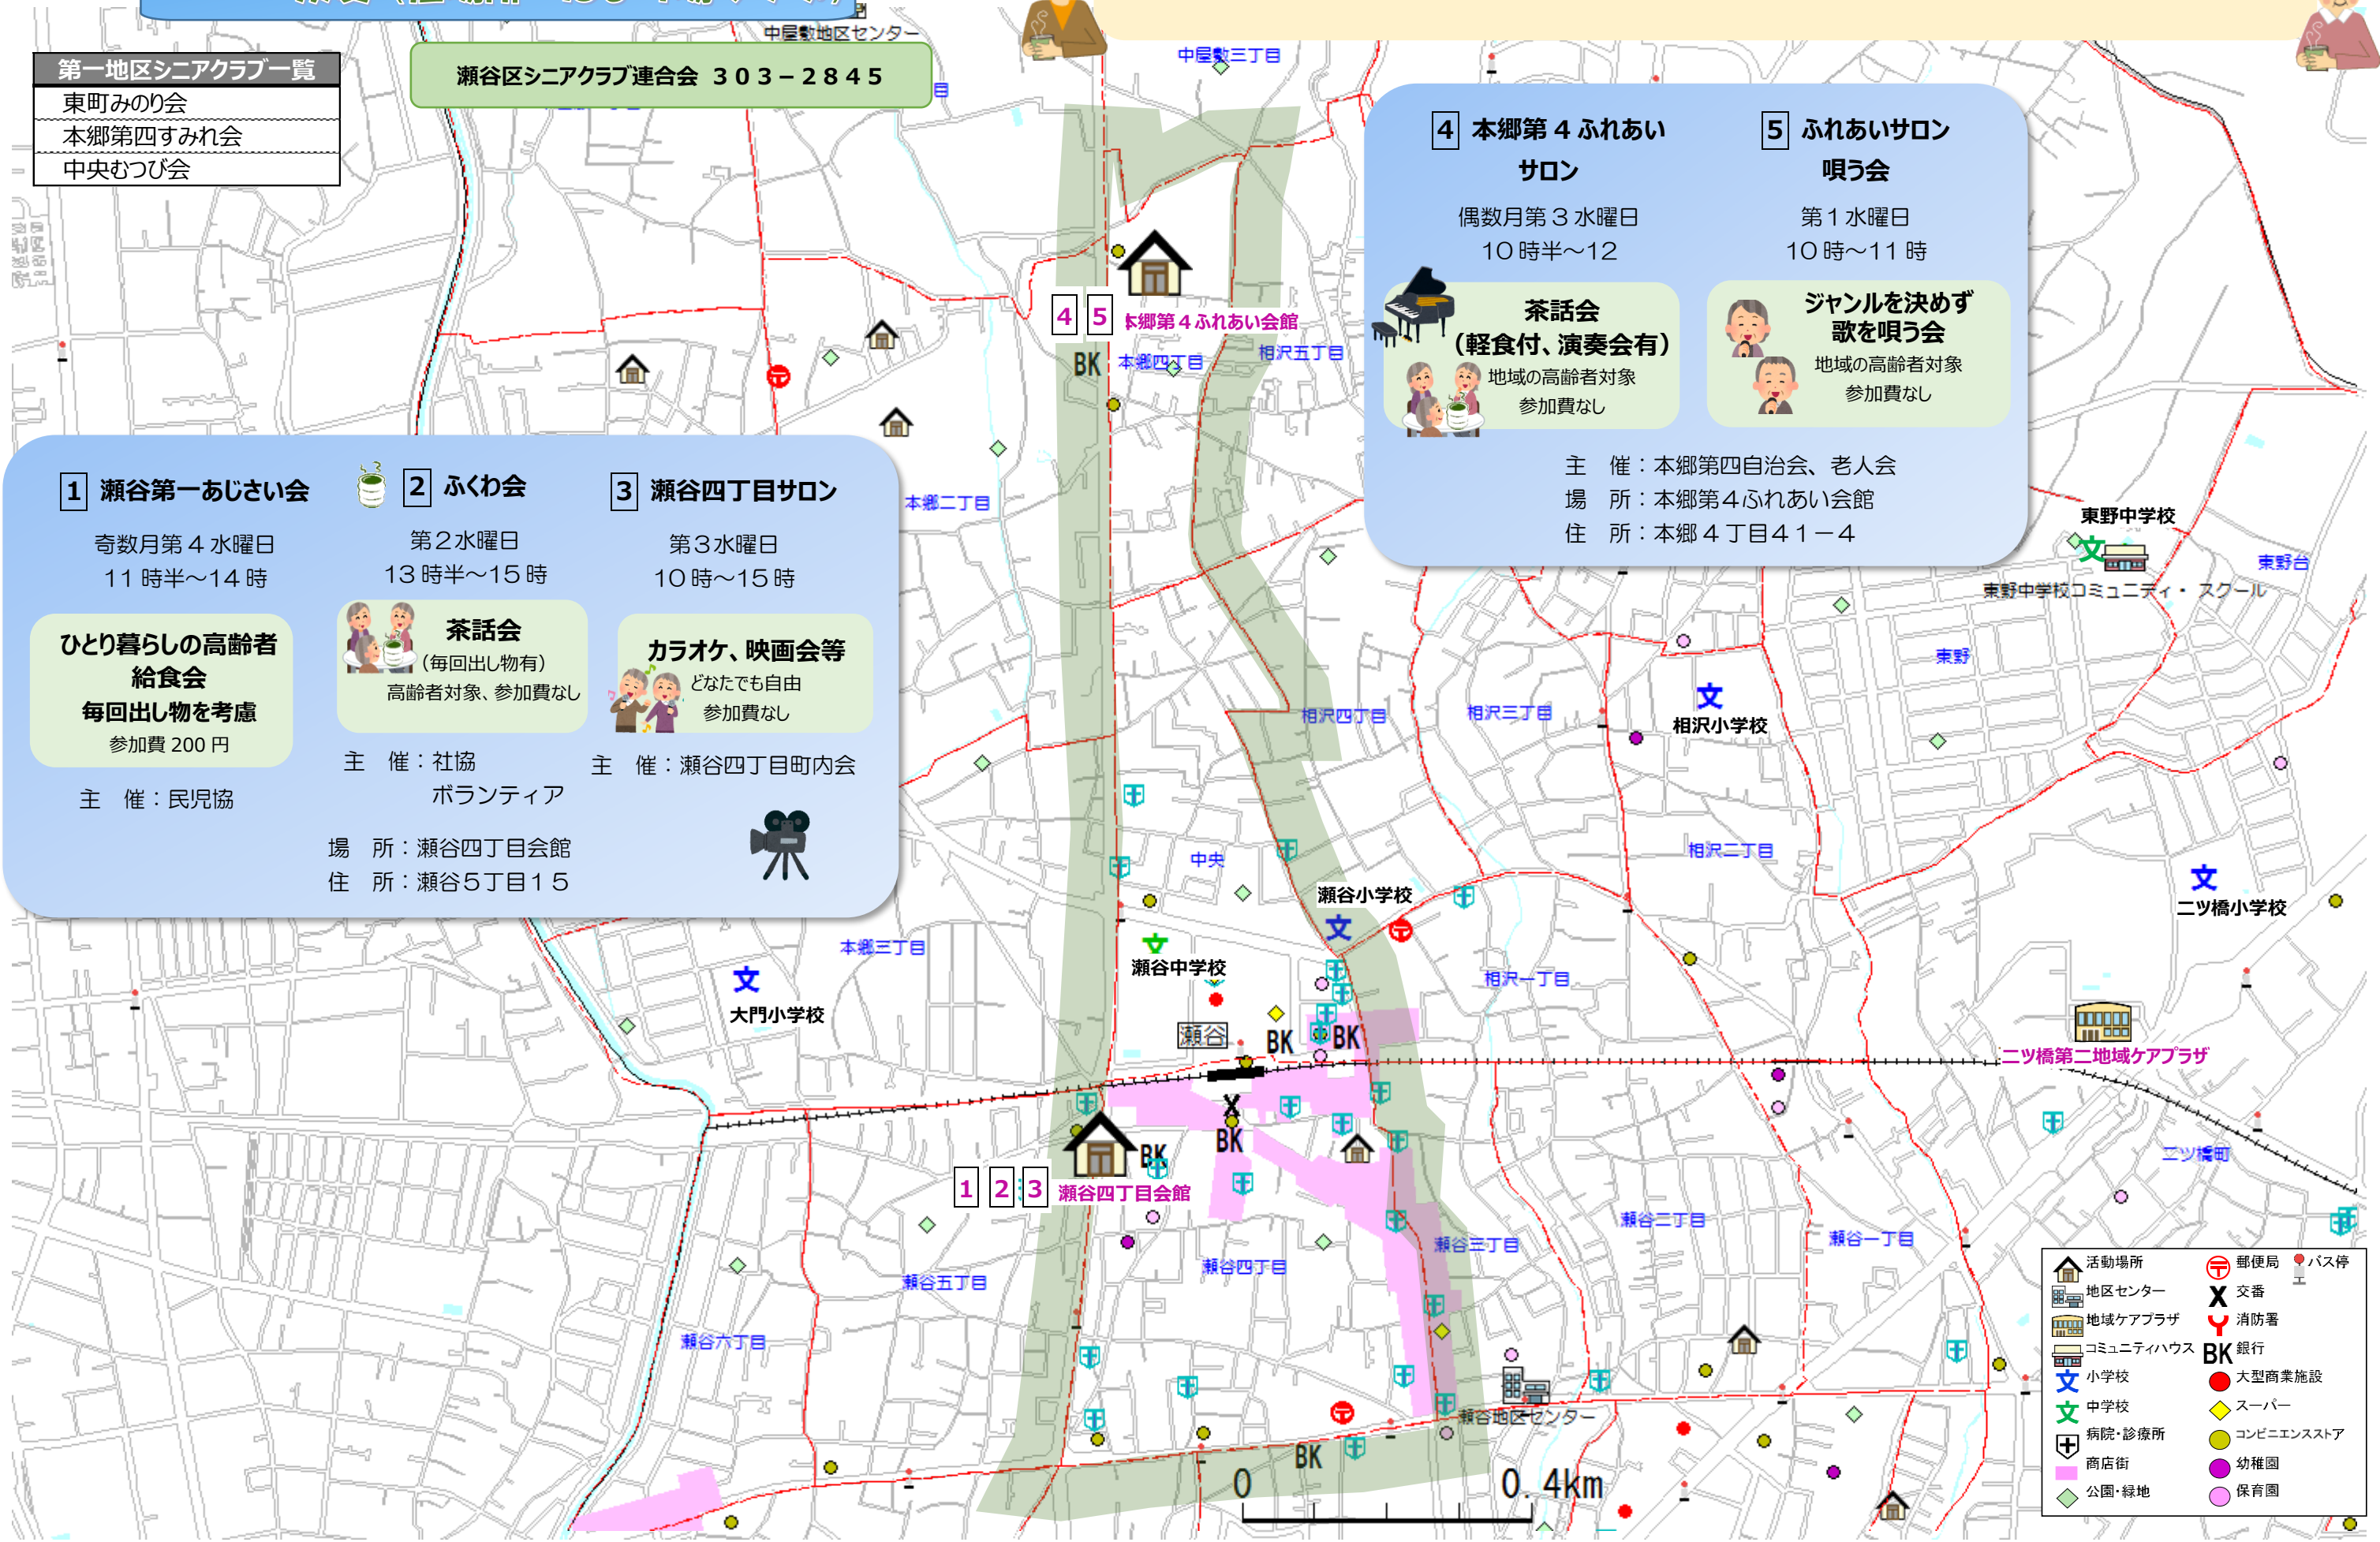 中屋敷地区センター
第一地区シニアクラブ一覧
東町みのり会
本郷第四すみれ会
中央むつび会
瀬谷区シニアクラブ連合会 ３０３－２８４５
目
中屋敷三丁目
4 本郷第４ふれあい
サロン
偶数月第３水曜日
10時半～12
茶話会
（軽食付、演奏会有）
地域の高齢者対象
参加費なし
5 ふれあいサロン
唄う会
第１水曜日
10時～11時
ジャンルを決めず
歌を唄う会
地域の高齢者対象
参加費なし
主　催：本郷第四自治会、老人会
場　所：本郷第４ふれあい会館
住　所：本郷４丁目４１－４
4 5 本郷第４ふれあい会館
BK
本郷四丁目
相沢五丁目
1 瀬谷第一あじさい会
奇数月第４水曜日
11時半～14時
ひとり暮らしの高齢者
給食会
毎回出し物を考慮
参加費 200 円
主　催：民児協
2 ふくわ会
第２水曜日
13時半～15時
茶話会
（毎回出し物有）
高齢者対象、参加費なし
主　催：社協
ボランティア
3 瀬谷四丁目サロン
第３水曜日
10時～15時
カラオケ、映画会等
どなたでも自由
参加費なし
主　催：瀬谷四丁目町内会
場　所：瀬谷四丁目会館
住　所：瀬谷５丁目１５
本郷二丁目
東野中学校
文
東野中学校コミュニティ・ スクール
東野台
東野
相沢四丁目
相沢三丁目
文
相沢小学校
相沢二丁目
中央
瀬谷小学校
文
文
二ツ橋小学校
本郷三丁目
文
瀬谷中学校
相沢一丁目
文
大門小学校
瀬谷
BK
BK
二ツ橋第二地域ケアプラザ
X
BK
BK
1 2 3 瀬谷四丁目会館
二ツ橋町
瀬谷二丁目
瀬谷一丁目
瀬谷三丁目
瀬谷四丁目
瀬谷五丁目
瀬谷六丁目
瀬谷地区センター
BK
0 0.4km
活動場所
地区センター
地域ケアプラザ
コミュニティハウス
文 小学校
文 中学校
病院・診療所
商店街
公園・緑地
郵便局
バス停
X 交番
消防署
BK 銀行
大型商業施設
スーパー
コンビニエンスストア
幼稚園
保育園